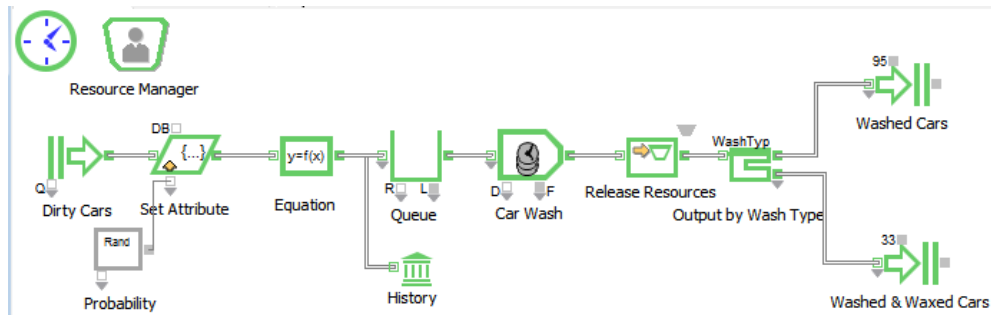 Resource Manager
95
Washed Cars
DB
{...}
y=f(x)
WashTyp
Q
R
L
D
F
Dirty Cars
Set Attribute
Equation
Queue
Car Wash
Release Resources
Output by Wash Type
Rand
33
History
Probability
Washed & Waxed Cars